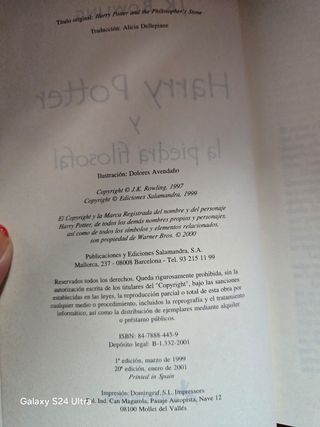 Título original: Harry Potter and the Philosopher's Stone
Traducción: Alicia Dellepiane
Harry Potter
y
la piedra filosofal
Ilustración: Dolores Avendaño
Copyright © J.K. Rowling, 1997
Copyright © Ediciones Salamandra, 1999
El Copyright y la Marca Registrada del nombre y del personaje
Harry Potter, de todos los demás nombres propios y personajes,
así como de todos los símbolos y elementos relacionados,
son propiedad de Warner Bros. © 2000
Publicaciones y Ediciones Salamandra, S.A.
Mallorca, 237 - 08008 Barcelona - Tel. 93 215 11 99
Reservados todos los derechos. Queda rigurosamente prohibida, sin la
autorización escrita de los titulares del "Copyright", bajo las sanciones
establecidas en las leyes, la reproducción parcial o total de esta obra por
cualquier medio o procedimiento, incluidos la reprografía y el tratamiento
informático, así como la distribución de ejemplares mediante alquiler
o préstamo públicos.
ISBN: 84-7888-445-9
Depósito legal: B-1.332-2001
1ª edición, marzo de 1999
20ª edición, enero de 2001
Printed in Spain
Impresión: Domingraf, S.L. Impressors
Pol. Ind. Can Magarola, Pasaje Autopista, Nave 12
08100 Mollet del Vallés
Galaxy S24 Ultra